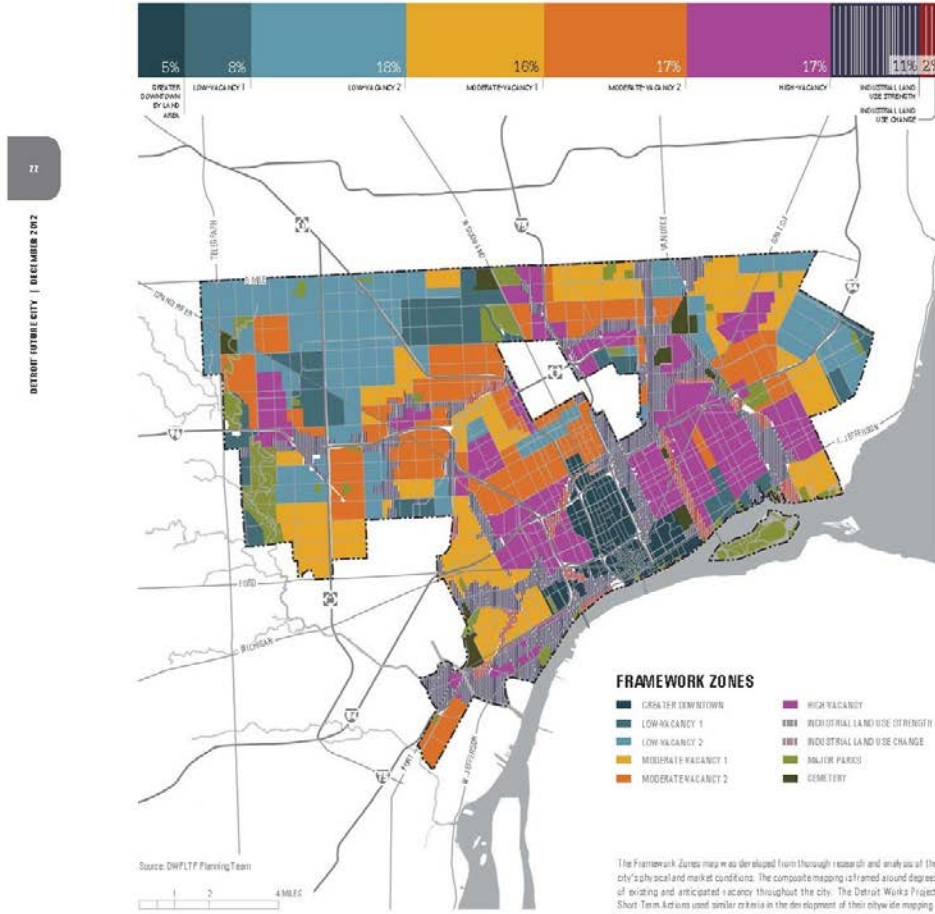 5%
8%
18%
16%
17%
17%
11%
2%
GREATER
DOWNTOWN
BY LAND
AREA
LOW-VACANCY 1
LOW-VACANCY 2
MODERATE-VACANCY 1
MODERATE-VACANCY 2
HIGH-VACANCY
INDUSTRIAL LAND
USE STRENGTH
INDUSTRIAL LAND
USE CHANGE
DETROIT FUTURE CITY | DECEMBER 2012
TELEGRAPH
WOODWARD
VAN DYKE
GRATIOT
8 MILE
GRAND RIVER
E. JEFFERSON
FORD
MICHIGAN
FORT
W. JEFFERSON
75
FRAMEWORK ZONES
GREATER DOWNTOWN
LOW-VACANCY 1
LOW-VACANCY 2
MODERATE VACANCY 1
MODERATE VACANCY 2
HIGH-VACANCY
INDUSTRIAL LAND USE STRENGTH
INDUSTRIAL LAND USE CHANGE
MAJOR PARKS
CEMETERY
Source: DWPLTP Planning Team
1 2 4 MILES
The Framework Zones map was developed from thorough research and analysis of the
city's physical and market conditions. The composite mapping is framed around degrees
of existing and anticipated vacancy throughout the city. The Detroit Works Project
Short Term Actions used similar criteria in the development of their citywide mapping